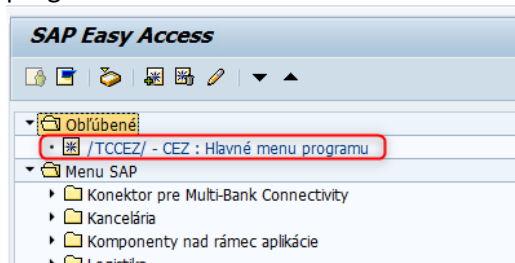 SAP Easy Access
Obľúbené
/TCCEZ/ - CEZ : Hlavné menu programu
Menu SAP
Konektor pre Multi-Bank Connectivity
Kancelária
Komponenty nad rámec aplikácie